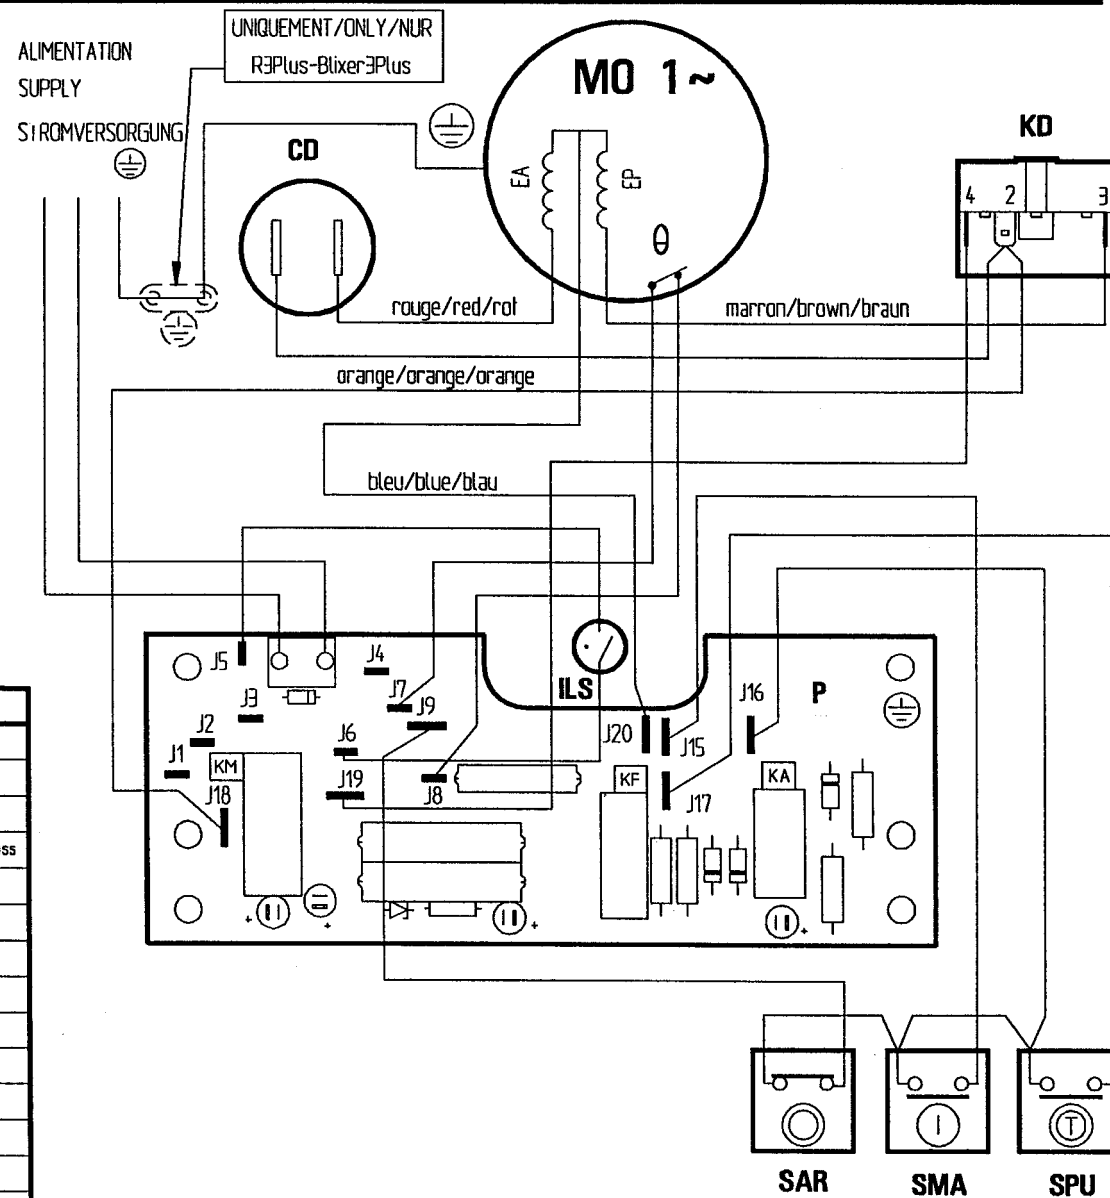 UNIQUEMENT/ONLY/NUR
R3Plus-Blixer3Plus
ALIMENTATION
SUPPLY
STROMVERSORGUNG
MO 1~
CD
KD
EA
EP
θ
4 2 3
rouge/red/rot
marron/brown/braun
orange/orange/orange
bleu/blue/blau
ILS
P
J5
J4
J7
J9
J3
J2
J1
J6
J19
J8
J18
KM
J20
J15
J16
J17
KF
KA
+
+
+
+
ss
I
T
SAR
SMA
SPU